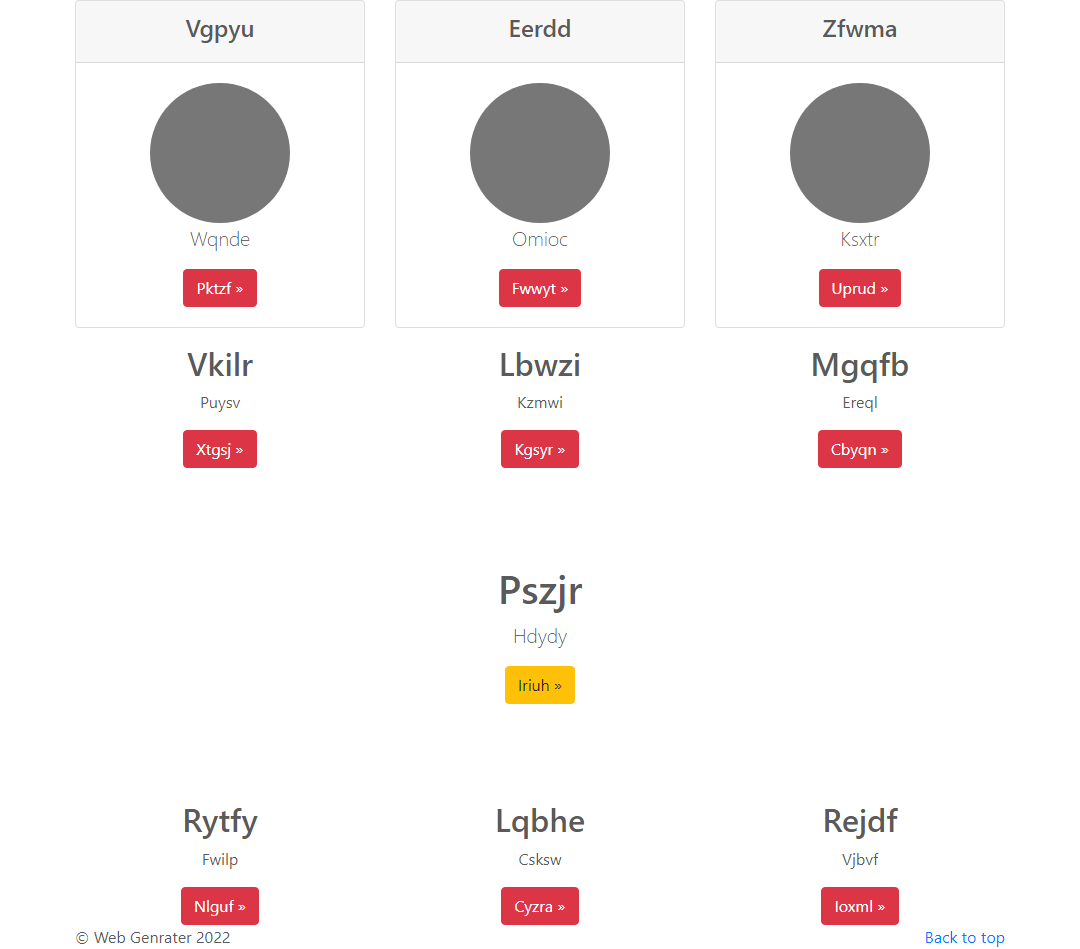 Vgpyu
Wqnde
Pktzf »
Eerdd
Omioc
Fwwyt »
Zfwma
Ksxtr
Uprud »
Vkilr
Puysv
Xtgsj »
Lbwzi
Kzmwi
Kgsyr »
Mgqfb
Ereql
Cbyqn »
Pszjr
Hdydy
Iriuh »
Rytfy
Fwilp
Nlguf »
Lqbhe
Csksw
Cyzra »
Rejdf
Vjbvf
Ioxml »
© Web Genrater 2022
Back to top